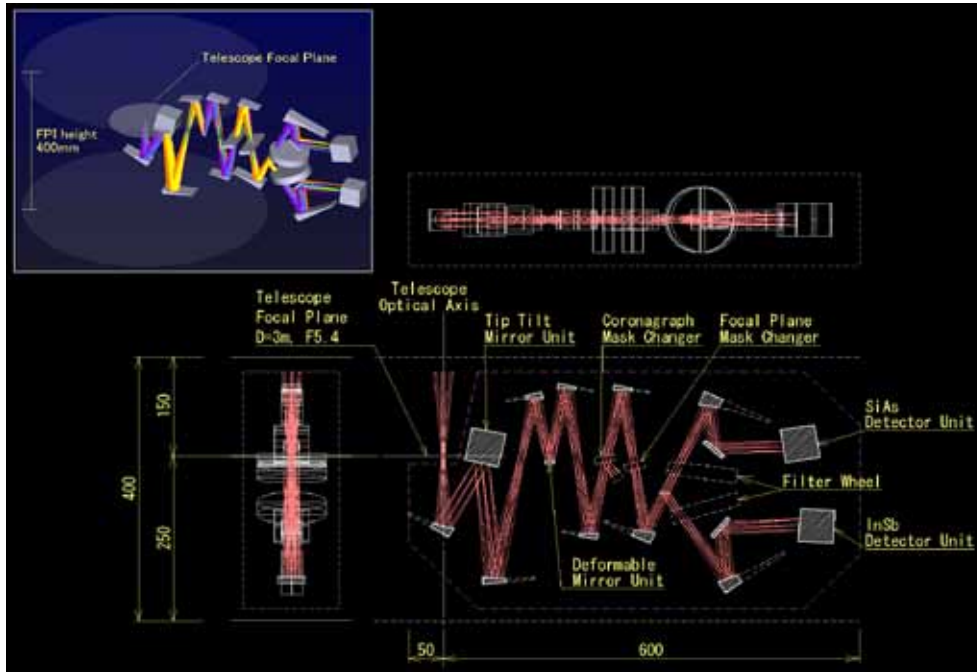 Telescope Focal Plane
FPI height
400mm
Telescope
Focal Plane
D=3m, F5.4
Telescope
Optical Axis
Tip Tilt
Mirror Unit
Coronagraph
Mask Changer
Focal Plane
Mask Changer
SiAs
Detector Unit
Filter Wheel
InSb
Detector Unit
Deformable
Mirror Unit
150
400
250
50
600